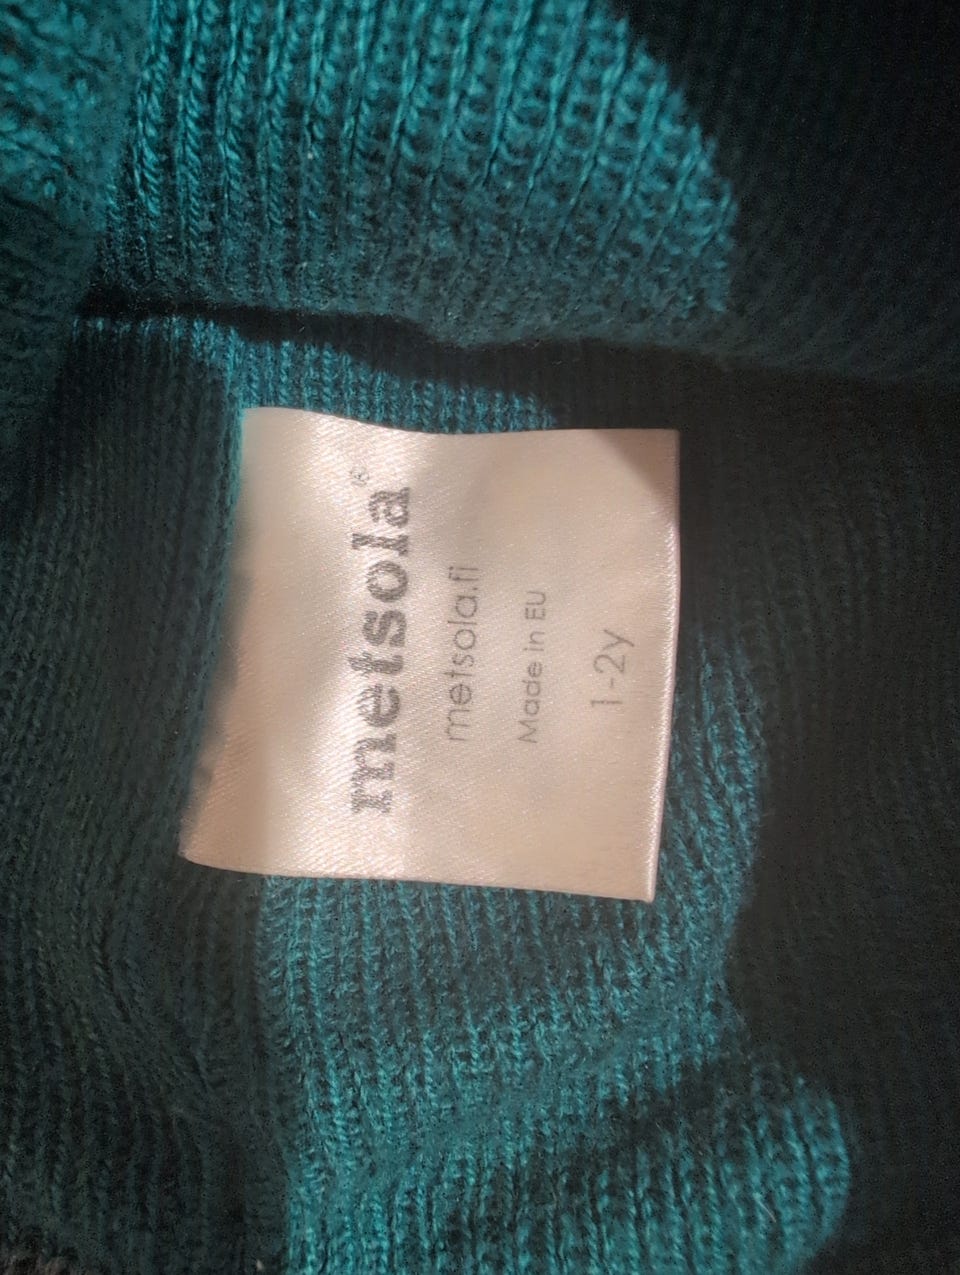 metsola®
metsola.fi
Made in EU
1-2y